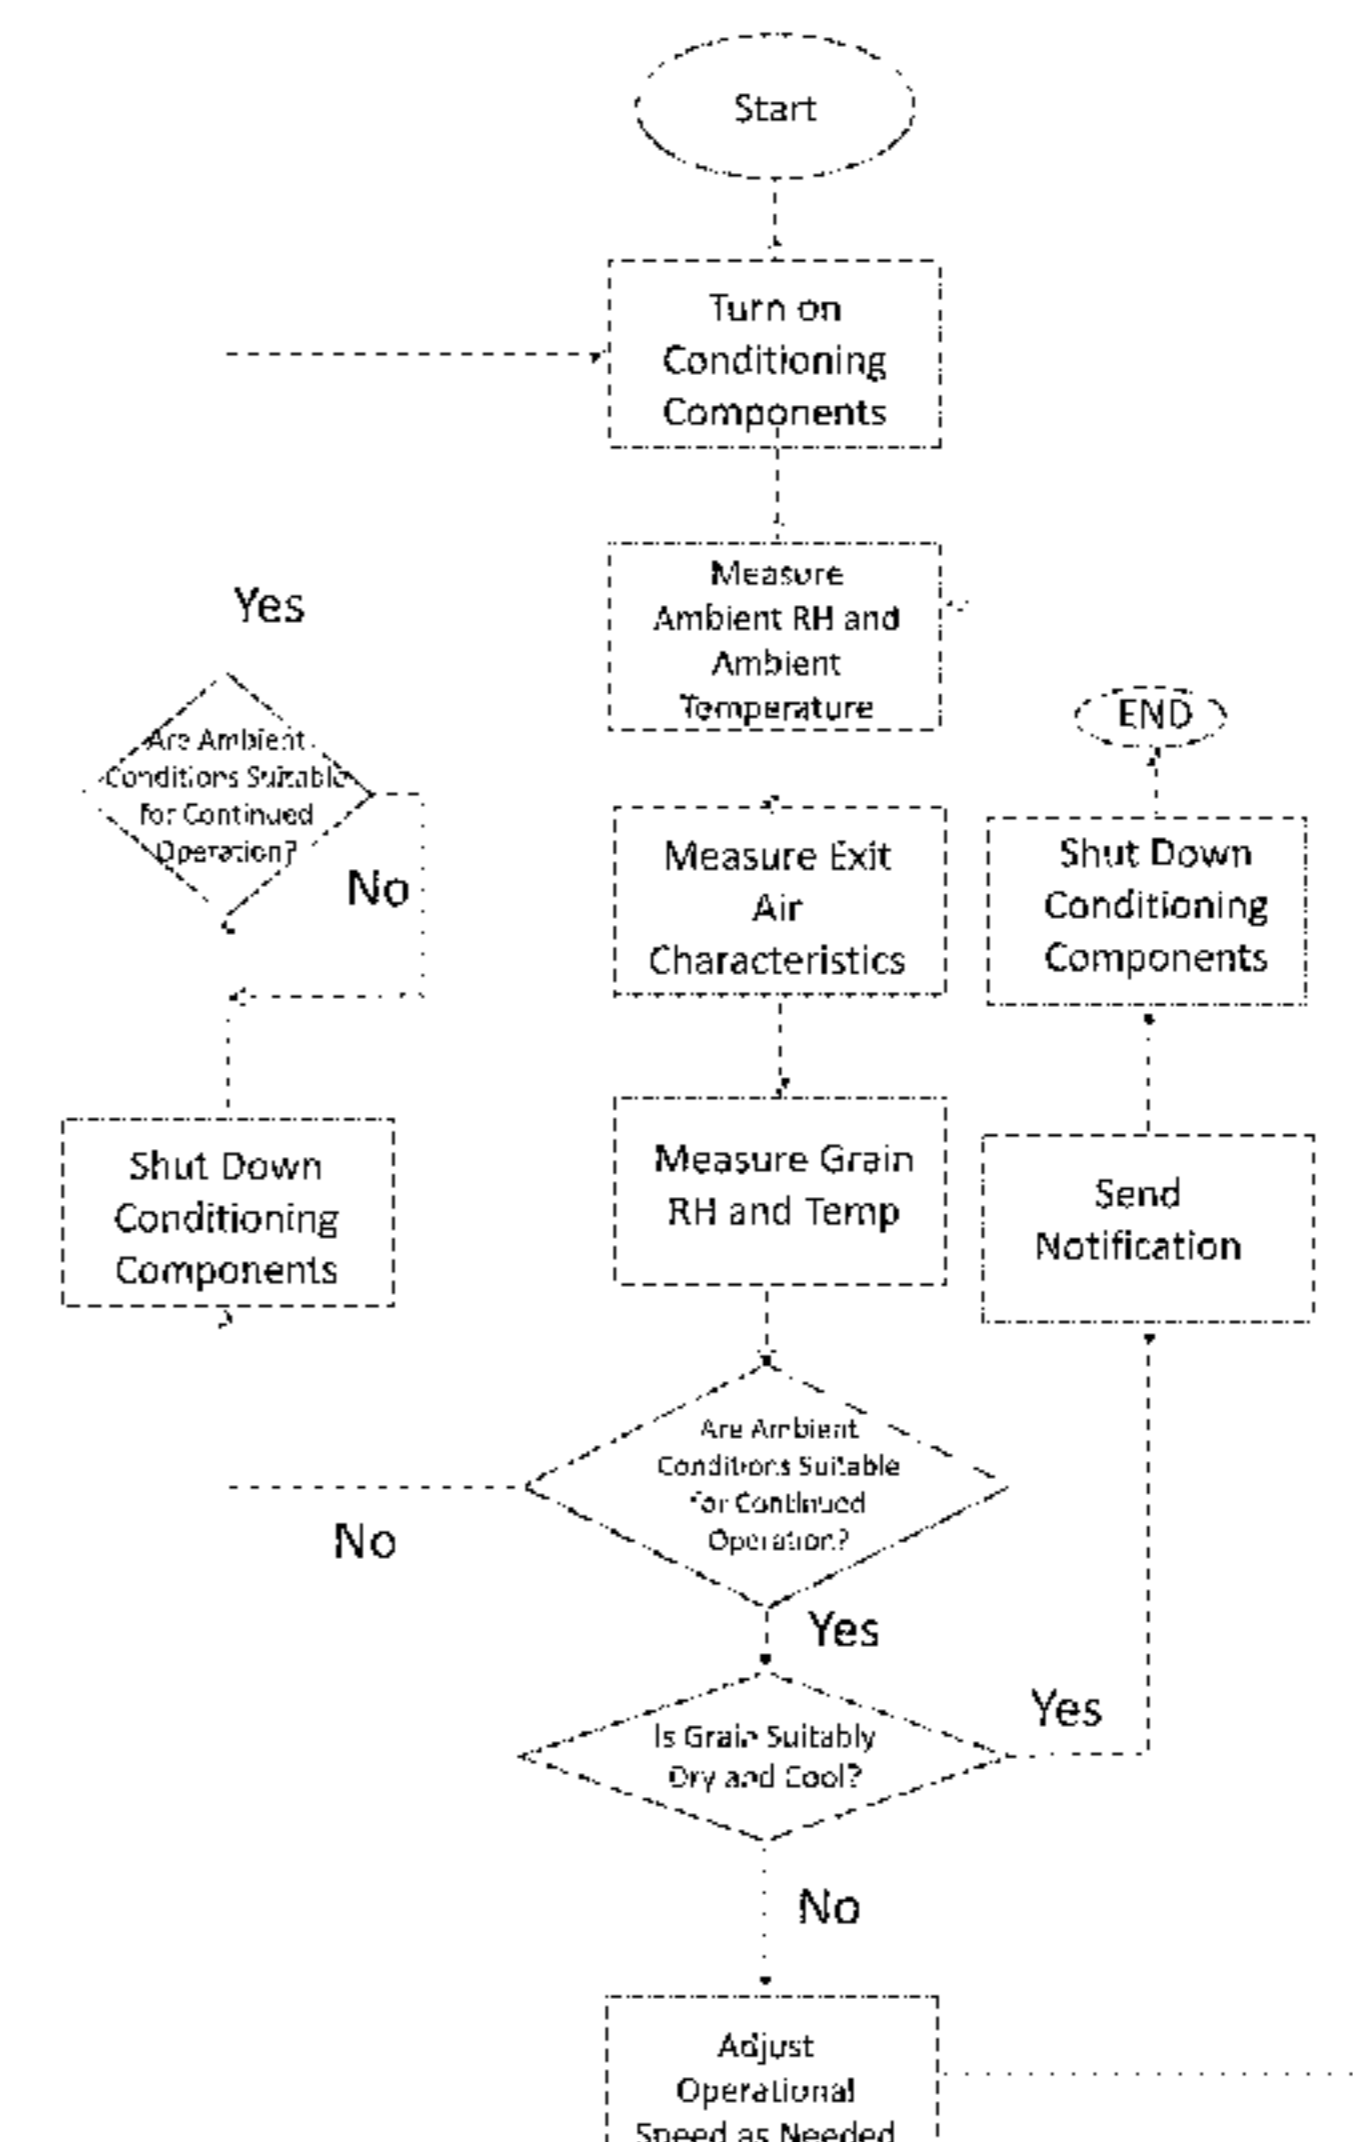 Start
Turn on
Conditioning
Components
Measure
Ambient RH and
Ambient
Temperature
Yes
Are Ambient
Conditions Suitable
for Continued
Operation?
No
END
Measure Exit
Air
Characteristics
Shut Down
Conditioning
Components
Shut Down
Conditioning
Components
Measure Grain
RH and Temp
Send
Notification
Are Ambient
Conditions Suitable
for Continued
Operation?
No
Yes
Is Grain Suitably
Dry and Cool?
Yes
No
Adjust
Operational
Speed as Needed